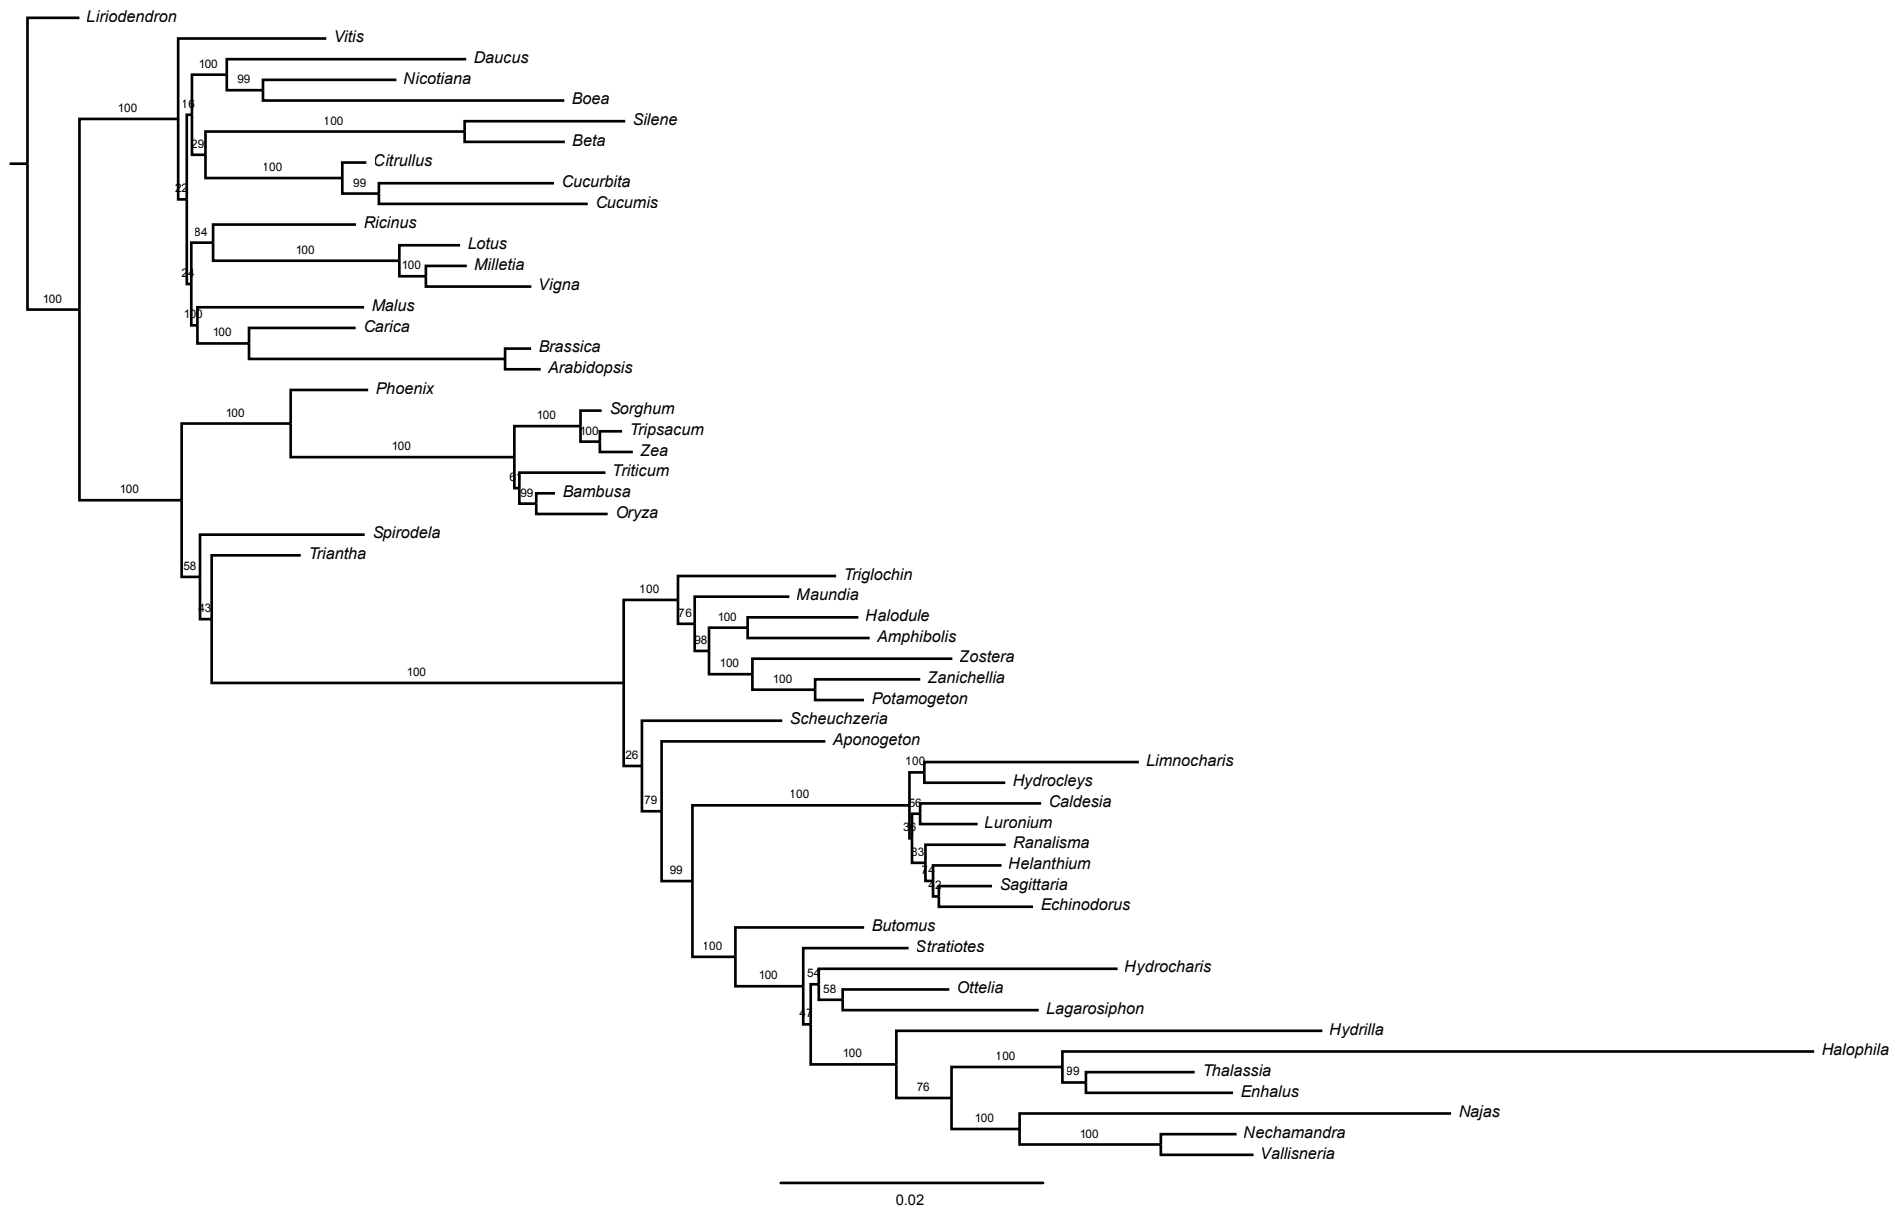 Liriodendron
Vitis
Daucus
100
Nicotiana
99
Boea
16
100
Silene
100
Beta
29
Citrullus
100
Cucurbita
99
Cucumis
22
Ricinus
84
Lotus
100
Milletia
100
Vigna
24
100
Malus
100
Carica
100
Brassica
Arabidopsis
Phoenix
100
Sorghum
100
Tripsacum
100
Zea
100
Triticum
Bambusa
99
Oryza
100
Spirodela
Triantha
58
Triglochin
100
Maundia
43
76
Halodule
100
Amphibolis
98
Zostera
100
Zanichellia
100
100
Potamogeton
Scheuchzeria
Aponogeton
26
Limnocharis
100
Hydrocleys
79
100
Caldesia
56
Luronium
36
Ranalisma
83
Helanthium
99
74
Sagittaria
42
Echinodorus
Butomus
100
Stratiotes
100
Hydrocharis
54
Ottelia
58
Lagarosiphon
47
Hydrilla
100
Halophila
100
Thalassia
99
Enhalus
76
Najas
100
Nechamandra
100
Vallisneria
0.02